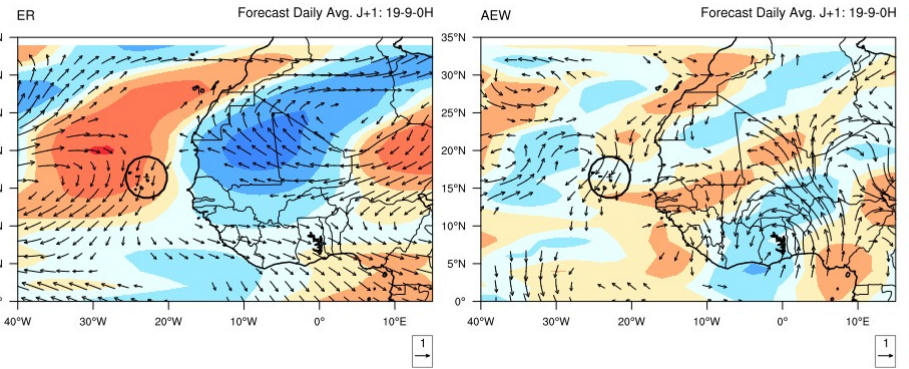 ER Forecast Daily Avg. J+1: 19-9-0H
AEW Forecast Daily Avg. J+1: 19-9-0H
35°N
30°N
25°N
20°N
15°N
10°N
5°N
0°
40°W 30°W 20°W 10°W 0° 10°E
40°W 30°W 20°W 10°W 0° 10°E
1
1